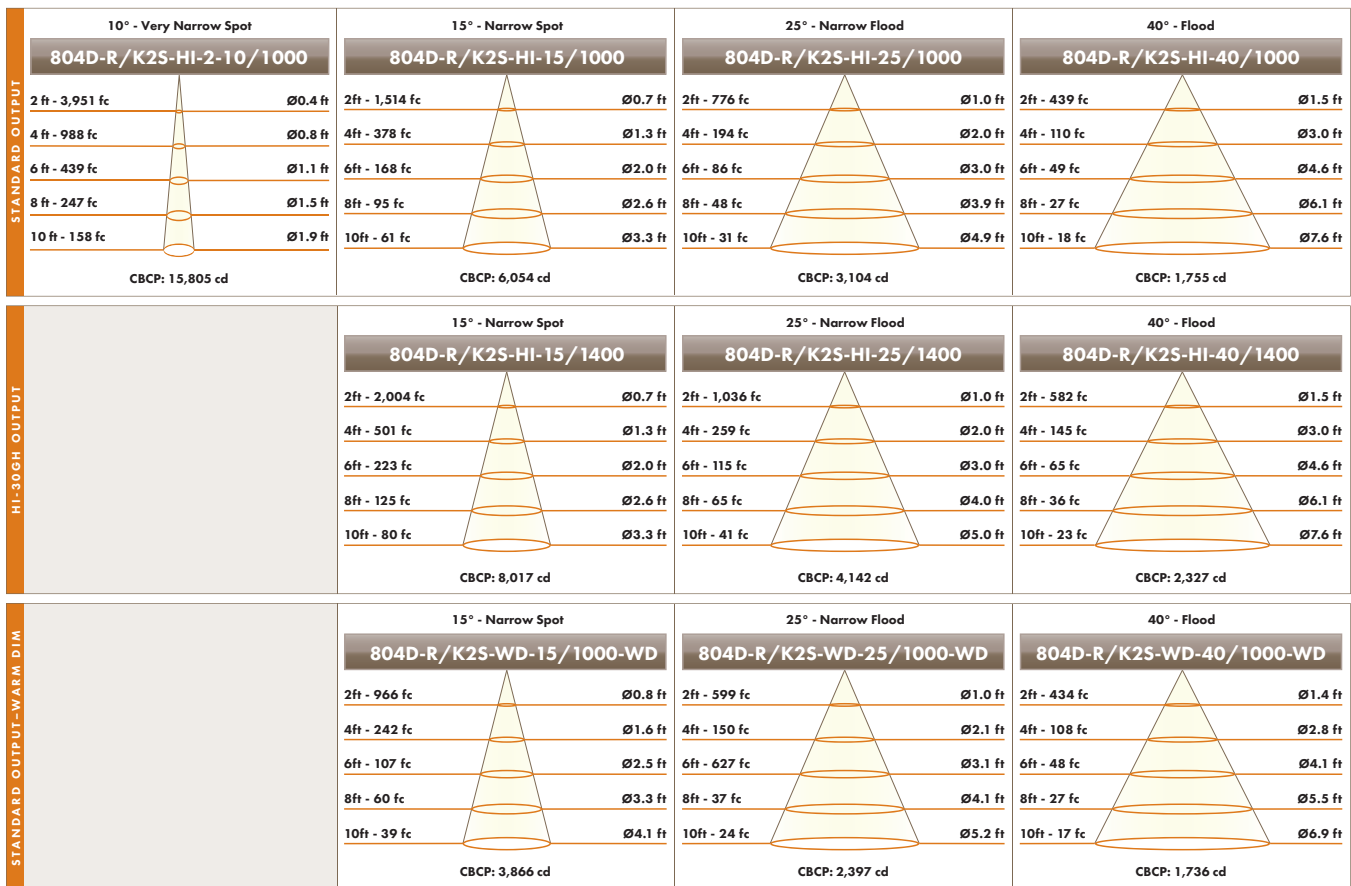 STANDARD OUTPUT
10° - Very Narrow Spot
804D-R/K2S-HI-2-10/1000
2 ft - 3,951 fc Ø0.4 ft
4 ft - 988 fc Ø0.8 ft
6 ft - 439 fc Ø1.1 ft
8 ft - 247 fc Ø1.5 ft
10 ft - 158 fc Ø1.9 ft
CBCP: 15,805 cd
15° - Narrow Spot
804D-R/K2S-HI-15/1000
2ft - 1,514 fc Ø0.7 ft
4ft - 378 fc Ø1.3 ft
6ft - 168 fc Ø2.0 ft
8ft - 95 fc Ø2.6 ft
10ft - 61 fc Ø3.3 ft
CBCP: 6,054 cd
25° - Narrow Flood
804D-R/K2S-HI-25/1000
2ft - 776 fc Ø1.0 ft
4ft - 194 fc Ø2.0 ft
6ft - 86 fc Ø3.0 ft
8ft - 48 fc Ø3.9 ft
10ft - 31 fc Ø4.9 ft
CBCP: 3,104 cd
40° - Flood
804D-R/K2S-HI-40/1000
2ft - 439 fc Ø1.5 ft
4ft - 110 fc Ø3.0 ft
6ft - 49 fc Ø4.6 ft
8ft - 27 fc Ø6.1 ft
10ft - 18 fc Ø7.6 ft
CBCP: 1,755 cd
HI-30GH OUTPUT
15° - Narrow Spot
804D-R/K2S-HI-15/1400
2ft - 2,004 fc Ø0.7 ft
4ft - 501 fc Ø1.3 ft
6ft - 223 fc Ø2.0 ft
8ft - 125 fc Ø2.6 ft
10ft - 80 fc Ø3.3 ft
CBCP: 8,017 cd
25° - Narrow Flood
804D-R/K2S-HI-25/1400
2ft - 1,036 fc Ø1.0 ft
4ft - 259 fc Ø2.0 ft
6ft - 115 fc Ø3.0 ft
8ft - 65 fc Ø4.0 ft
10ft - 41 fc Ø5.0 ft
CBCP: 4,142 cd
40° - Flood
804D-R/K2S-HI-40/1400
2ft - 582 fc Ø1.5 ft
4ft - 145 fc Ø3.0 ft
6ft - 65 fc Ø4.6 ft
8ft - 36 fc Ø6.1 ft
10ft - 23 fc Ø7.6 ft
CBCP: 2,327 cd
STANDARD OUTPUT–WARM DIM
15° - Narrow Spot
804D-R/K2S-WD-15/1000-WD
2ft - 966 fc Ø0.8 ft
4ft - 242 fc Ø1.6 ft
6ft - 107 fc Ø2.5 ft
8ft - 60 fc Ø3.3 ft
10ft - 39 fc Ø4.1 ft
CBCP: 3,866 cd
25° - Narrow Flood
804D-R/K2S-WD-25/1000-WD
2ft - 599 fc Ø1.0 ft
4ft - 150 fc Ø2.1 ft
6ft - 627 fc Ø3.1 ft
8ft - 37 fc Ø4.1 ft
10ft - 24 fc Ø5.2 ft
CBCP: 2,397 cd
40° - Flood
804D-R/K2S-WD-40/1000-WD
2ft - 434 fc Ø1.4 ft
4ft - 108 fc Ø2.8 ft
6ft - 48 fc Ø4.1 ft
8ft - 27 fc Ø5.5 ft
10ft - 17 fc Ø6.9 ft
CBCP: 1,736 cd